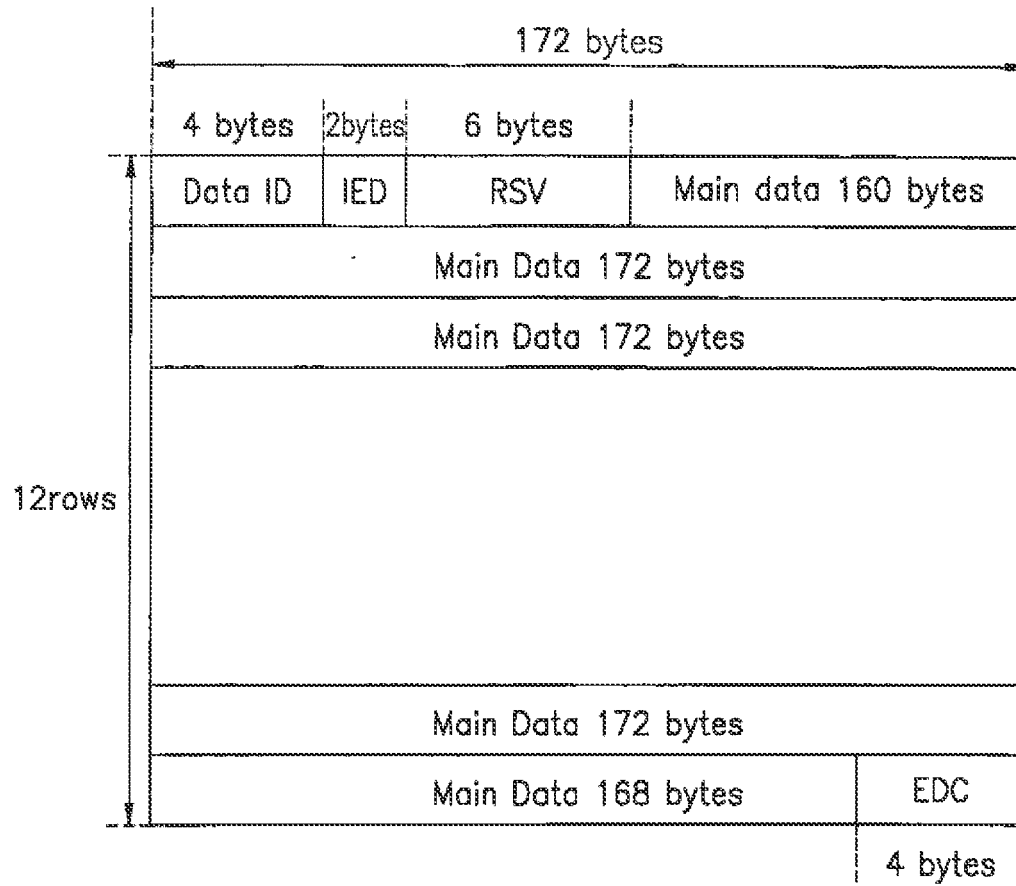 172 bytes
4 bytes 2bytes 6 bytes
Data ID IED RSV Main data 160 bytes
Main Data 172 bytes
Main Data 172 bytes
12rows
Main Data 172 bytes
Main Data 168 bytes EDC
4 bytes